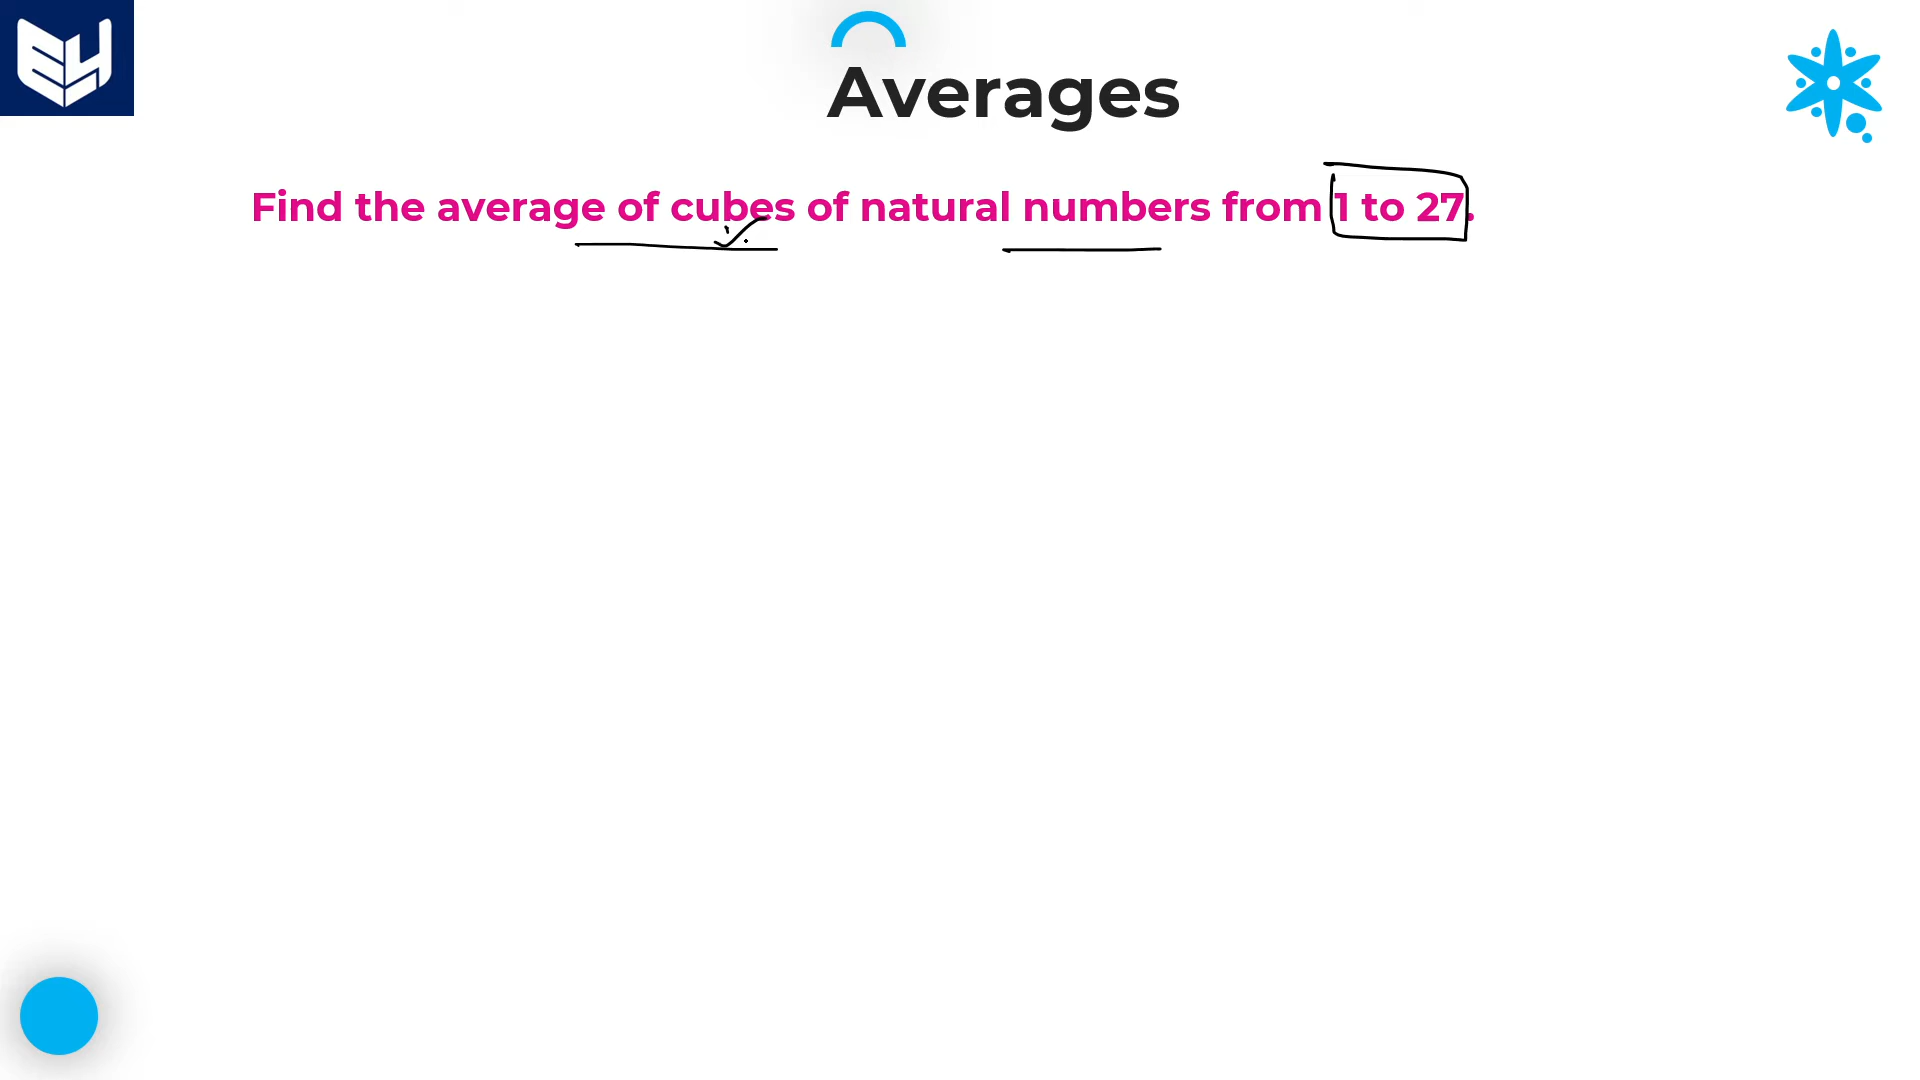 Averages
Find the average of cubes of natural numbers from 1 to 27.